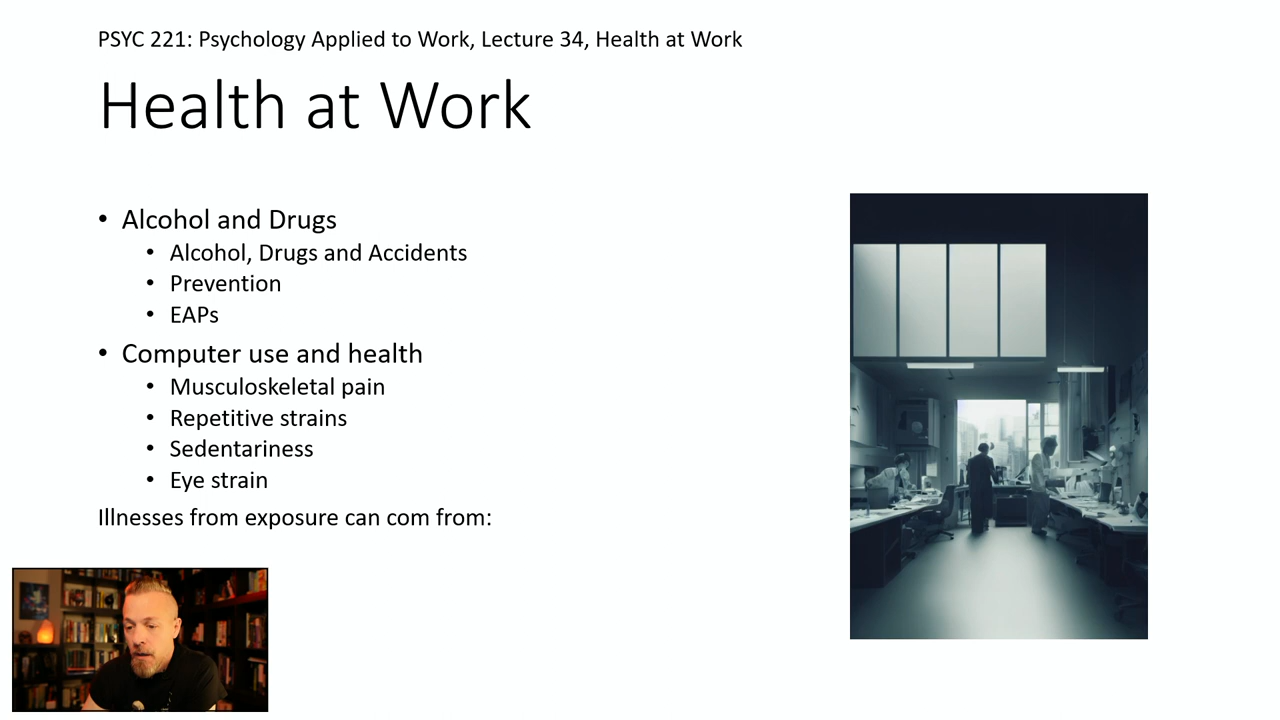 PSYC 221: Psychology Applied to Work, Lecture 34, Health at Work
Health at Work
• Alcohol and Drugs
• Alcohol, Drugs and Accidents
• Prevention
• EAPs
• Computer use and health
• Musculoskeletal pain
• Repetitive strains
• Sedentariness
• Eye strain
Illnesses from exposure can com from: